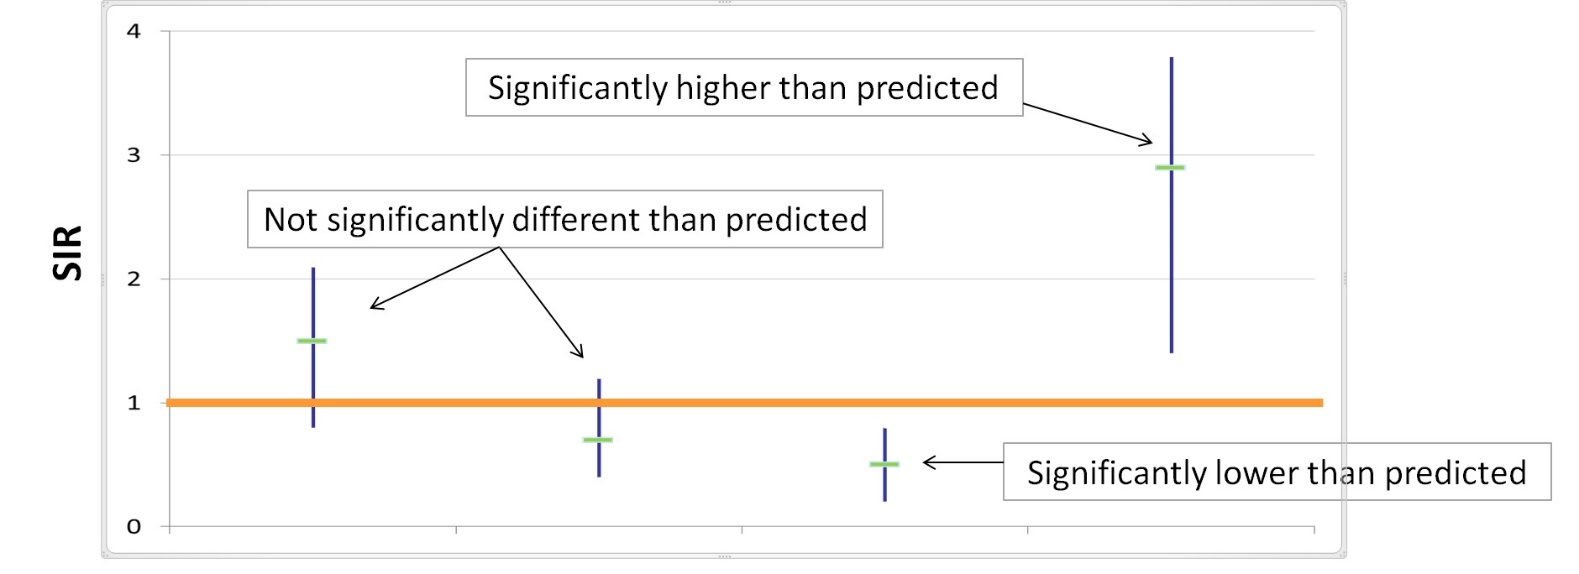 4
Significantly higher than predicted
3
Not significantly different than predicted
SIR
2
1
Significantly lower than predicted
0